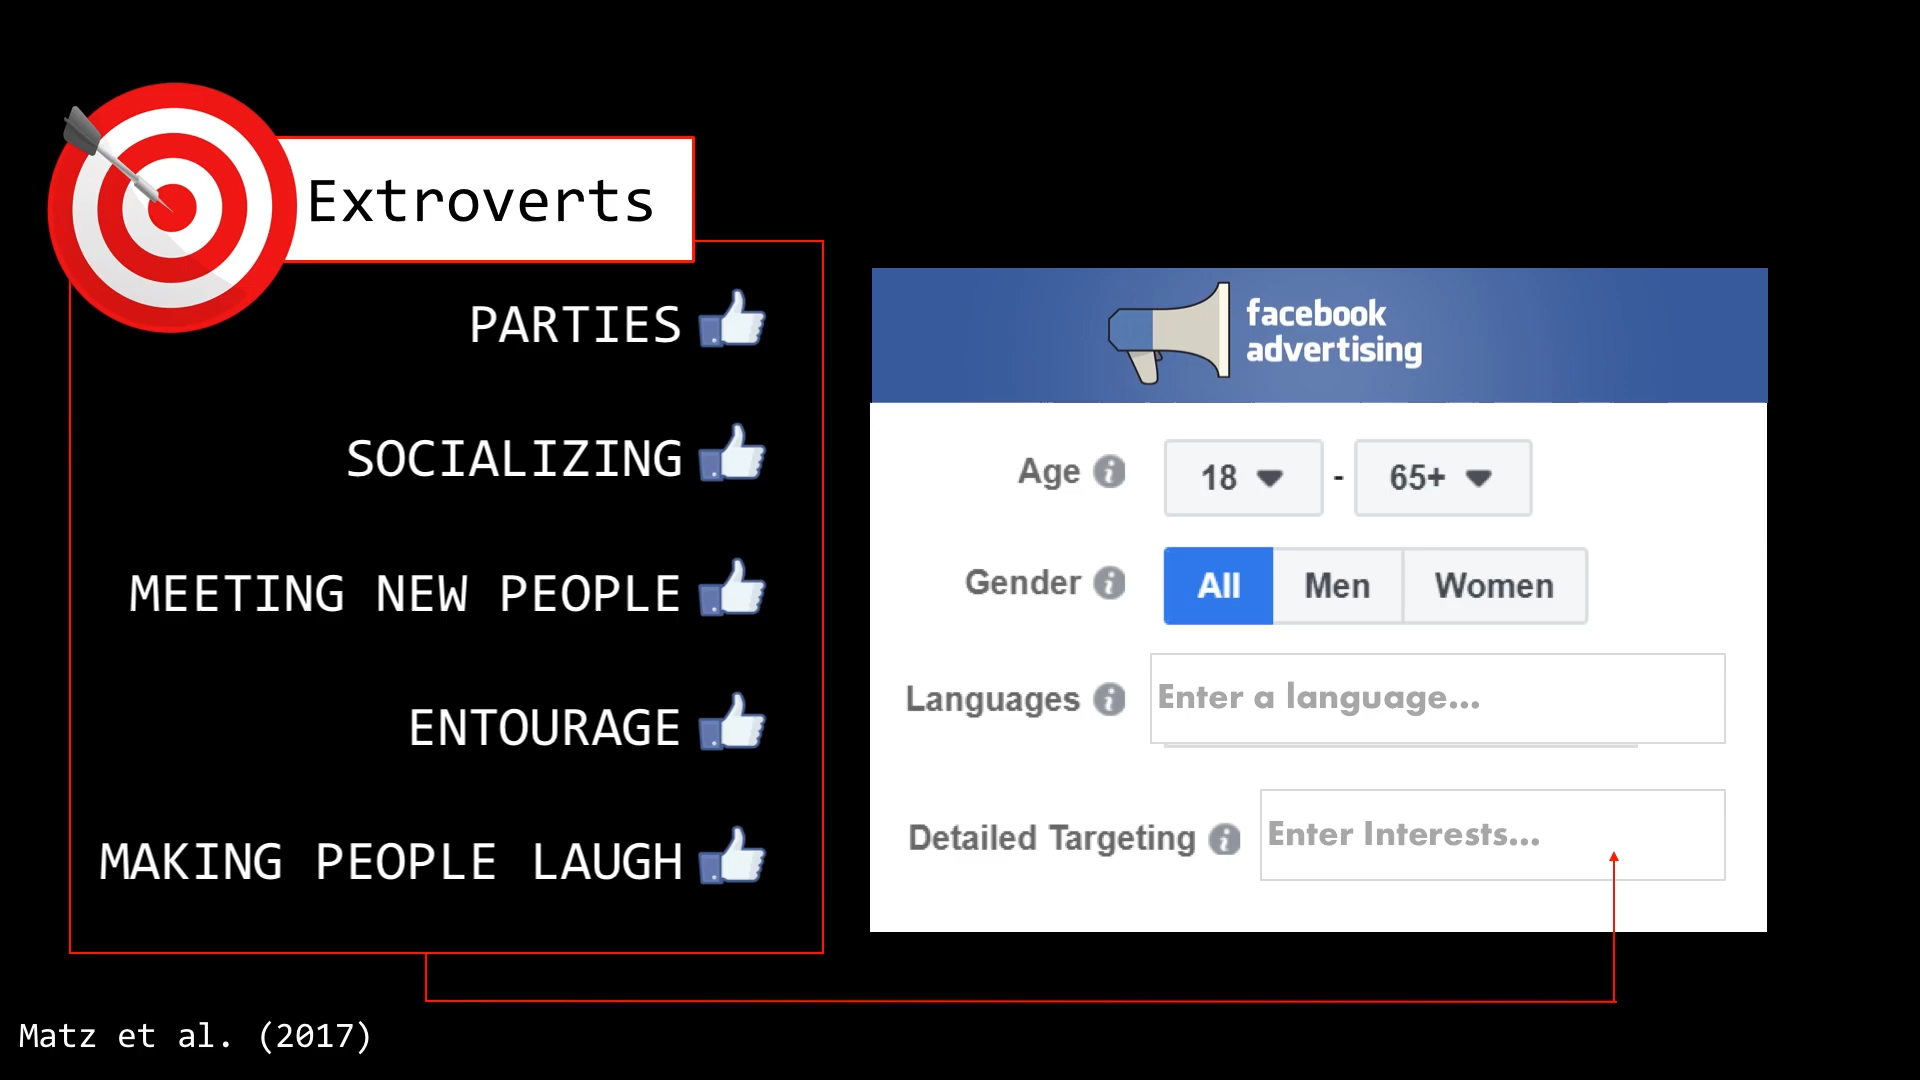 Extroverts
PARTIES
SOCIALIZING
MEETING NEW PEOPLE
ENTOURAGE
MAKING PEOPLE LAUGH
facebook
advertising
Age 18 - 65+
Gender All Men Women
Languages Enter a language...
Detailed Targeting Enter Interests...
Matz et al. (2017)